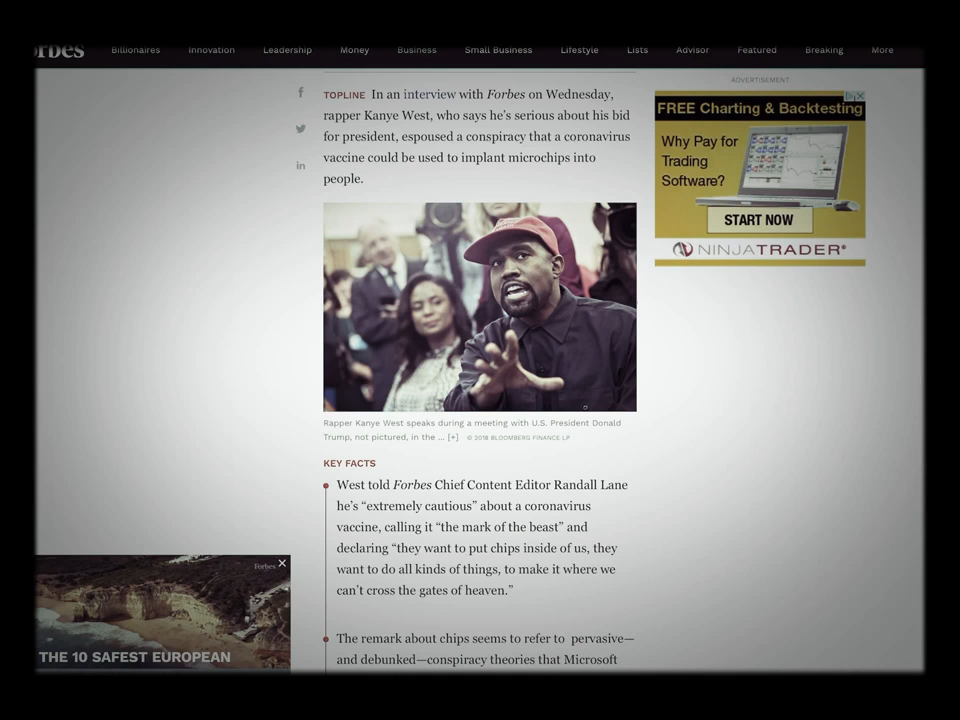 orbes
Billionaires Innovation Leadership Money Business Small Business Lifestyle Lists Advisor Featured Breaking More
ADVERTISEMENT
TOPLINE In an interview with Forbes on Wednesday,
rapper Kanye West, who says he’s serious about his bid
for president, espoused a conspiracy that a coronavirus
vaccine could be used to implant microchips into
people.
FREE Charting & Backtesting
Why Pay for
Trading
Software?
START NOW
NINJATRADER®
Rapper Kanye West speaks during a meeting with U.S. President Donald
Trump, not pictured, in the ... [+] © 2018 BLOOMBERG FINANCE LP
KEY FACTS
West told Forbes Chief Content Editor Randall Lane
he’s “extremely cautious” about a coronavirus
vaccine, calling it “the mark of the beast” and
declaring “they want to put chips inside of us, they
want to do all kinds of things, to make it where we
can’t cross the gates of heaven.”
The remark about chips seems to refer to pervasive—
and debunked—conspiracy theories that Microsoft
Forbes
THE 10 SAFEST EUROPEAN